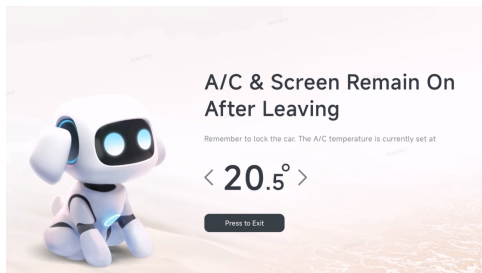 A/C & Screen Remain On
After Leaving
Remember to lock the car. The A/C temperature is currently set at
20.5°
Press to Exit